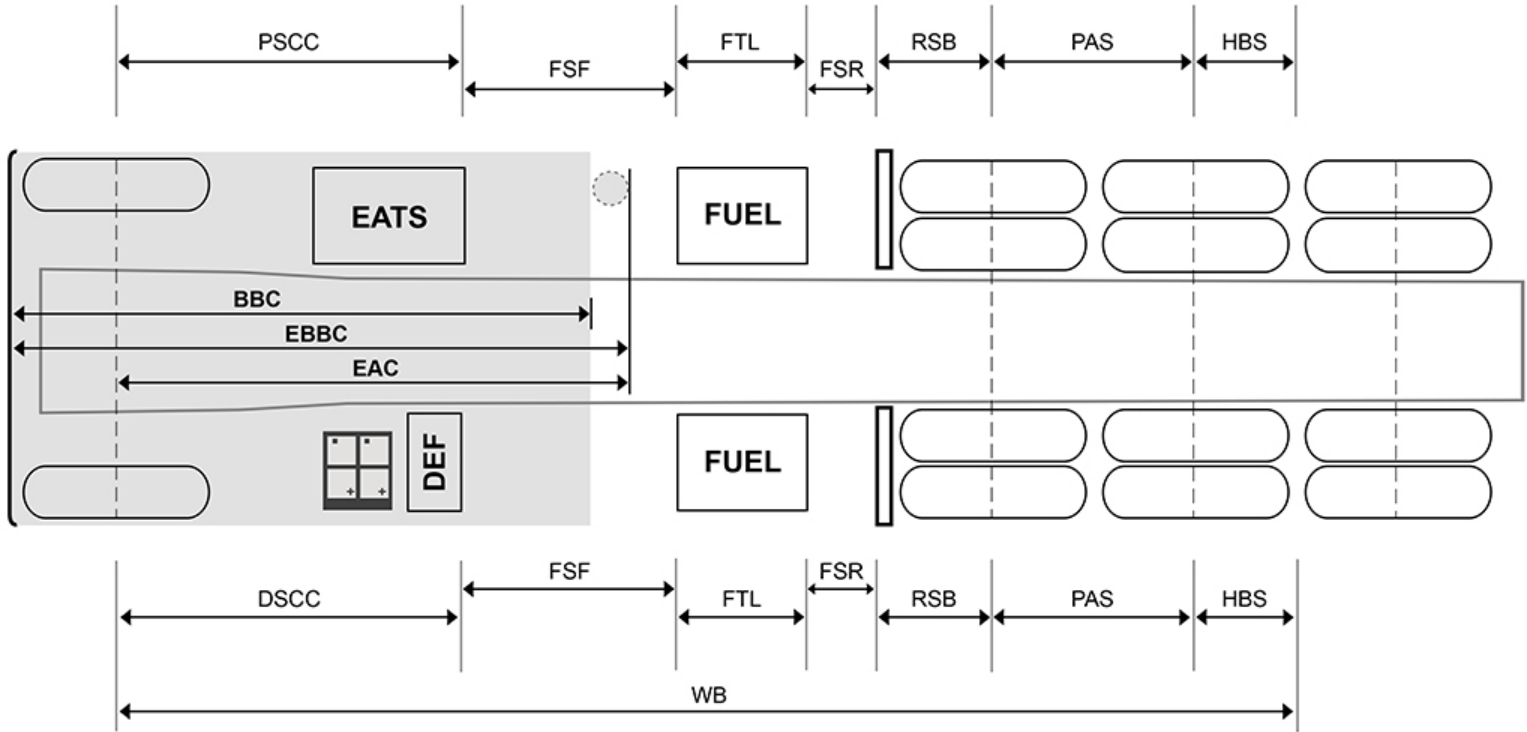 PSCC
FTL
RSB
PAS
HBS
FSF
FSR
EATS
FUEL
BBC
EBBC
EAC
DEF
FUEL
FSF
FSR
DSCC
FTL
RSB
PAS
HBS
WB